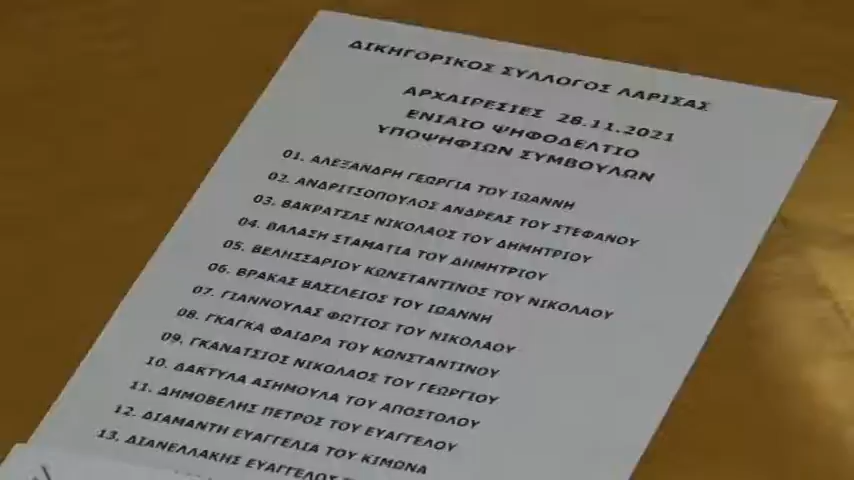 ΔΙΚΗΓΟΡΙΚΟΣ ΣΥΛΛΟΓΟΣ ΛΑΡΙΣΑΣ
ΑΡΧΑΙΡΕΣΙΕΣ 28.11.2021
ΕΝΙΑΙΟ ΨΗΦΟΔΕΛΤΙΟ
ΥΠΟΨΗΦΙΩΝ ΣΥΜΒΟΥΛΩΝ
01. ΑΛΕΞΑΝΔΡΗ ΓΕΩΡΓΙΑ ΤΟΥ ΙΩΑΝΝΗ
02. ΑΝΔΡΙΤΣΟΠΟΥΛΟΣ ΑΝΔΡΕΑΣ ΤΟΥ ΣΤΕΦΑΝΟΥ
03. ΒΑΚΡΑΤΣΑΣ ΝΙΚΟΛΑΟΣ ΤΟΥ ΔΗΜΗΤΡΙΟΥ
04. ΒΑΛΑΣΗ ΣΤΑΜΑΤΙΑ ΤΟΥ ΔΗΜΗΤΡΙΟΥ
05. ΒΕΛΗΣΣΑΡΙΟΥ ΚΩΝΣΤΑΝΤΙΝΟΣ ΤΟΥ ΝΙΚΟΛΑΟΥ
06. ΒΡΑΚΑΣ ΒΑΣΙΛΕΙΟΣ ΤΟΥ ΙΩΑΝΝΗ
07. ΓΙΑΝΝΟΥΛΑΣ ΦΩΤΙΟΣ ΤΟΥ ΝΙΚΟΛΑΟΥ
08. ΓΚΑΓΚΑ ΦΑΙΔΡΑ ΤΟΥ ΚΩΝΣΤΑΝΤΙΝΟΥ
09. ΓΚΑΝΑΤΣΙΟΣ ΝΙΚΟΛΑΟΣ ΤΟΥ ΓΕΩΡΓΙΟΥ
10. ΔΑΚΤΥΛΑ ΑΣΗΜΟΥΛΑ ΤΟΥ ΑΠΟΣΤΟΛΟΥ
11. ΔΗΜΟΒΕΛΗΣ ΠΕΤΡΟΣ ΤΟΥ ΕΥΑΓΓΕΛΟΥ
12. ΔΙΑΜΑΝΤΗ ΕΥΑΓΓΕΛΙΑ ΤΟΥ ΚΙΜΩΝΑ
13. ΔΙΑΝΕΛΛΑΚΗΣ ΕΥΑΓΓΕΛΟΣ